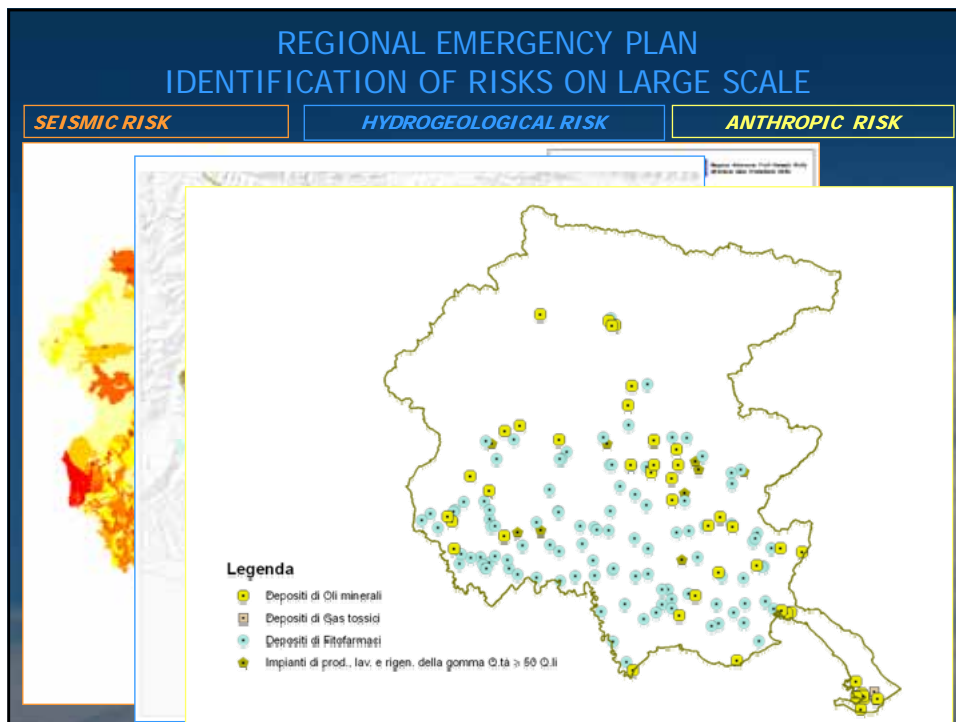 REGIONAL EMERGENCY PLAN
IDENTIFICATION OF RISKS ON LARGE SCALE
SEISMIC RISK
HYDROGEOLOGICAL RISK
ANTHROPIC RISK
Legenda
Depositi di Oli minerali
Depositi di Gas tossici
Depositi di Fitofarmaci
Impianti di prod., lav. e rigen. della gomma Q.tà > 50 Q.li